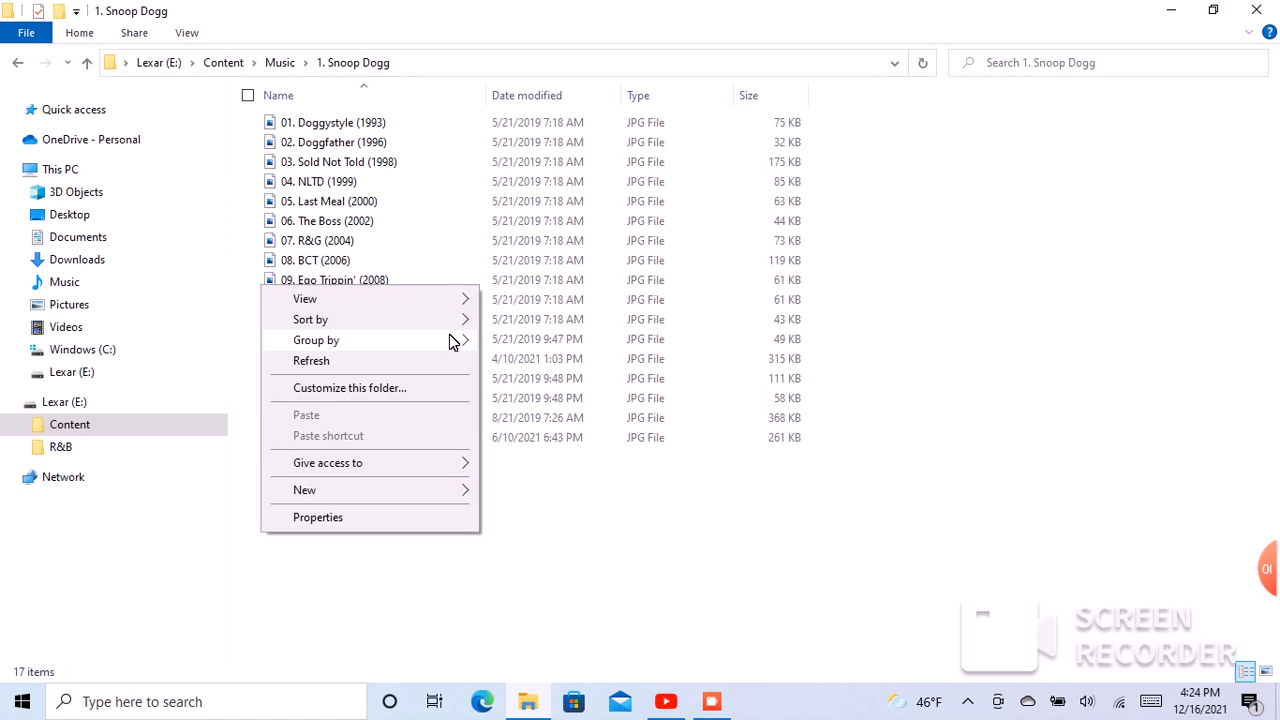 1. Snoop Dogg
File Home Share View
Lexar (E:) Content Music 1. Snoop Dogg Search 1. Snoop Dogg
Name Date modified Type Size
Quick access
OneDrive - Personal
This PC
3D Objects
Desktop
Documents
Downloads
Music
Pictures
Videos
Windows (C:)
Lexar (E:)
Lexar (E:)
Content
R&B
Network
01. Doggystyle (1993) 5/21/2019 7:18 AM JPG File 75 KB
02. Doggfather (1996) 5/21/2019 7:18 AM JPG File 32 KB
03. Sold Not Told (1998) 5/21/2019 7:18 AM JPG File 175 KB
04. NLTD (1999) 5/21/2019 7:18 AM JPG File 85 KB
05. Last Meal (2000) 5/21/2019 7:18 AM JPG File 63 KB
06. The Boss (2002) 5/21/2019 7:18 AM JPG File 44 KB
07. R&G (2004) 5/21/2019 7:18 AM JPG File 73 KB
08. BCT (2006) 5/21/2019 7:18 AM JPG File 119 KB
09. Ego Trippin' (2008) 5/21/2019 7:18 AM JPG File 61 KB
5/21/2019 7:18 AM JPG File 61 KB
5/21/2019 7:18 AM JPG File 43 KB
5/21/2019 9:47 PM JPG File 49 KB
4/10/2021 1:03 PM JPG File 315 KB
5/21/2019 9:48 PM JPG File 111 KB
5/21/2019 9:48 PM JPG File 58 KB
8/21/2019 7:26 AM JPG File 368 KB
6/10/2021 6:43 PM JPG File 261 KB
View
Sort by
Group by
Refresh
Customize this folder...
Paste
Paste shortcut
Give access to
New
Properties
SCREEN
RECORDER
17 items
Type here to search
46°F
4:24 PM
12/16/2021